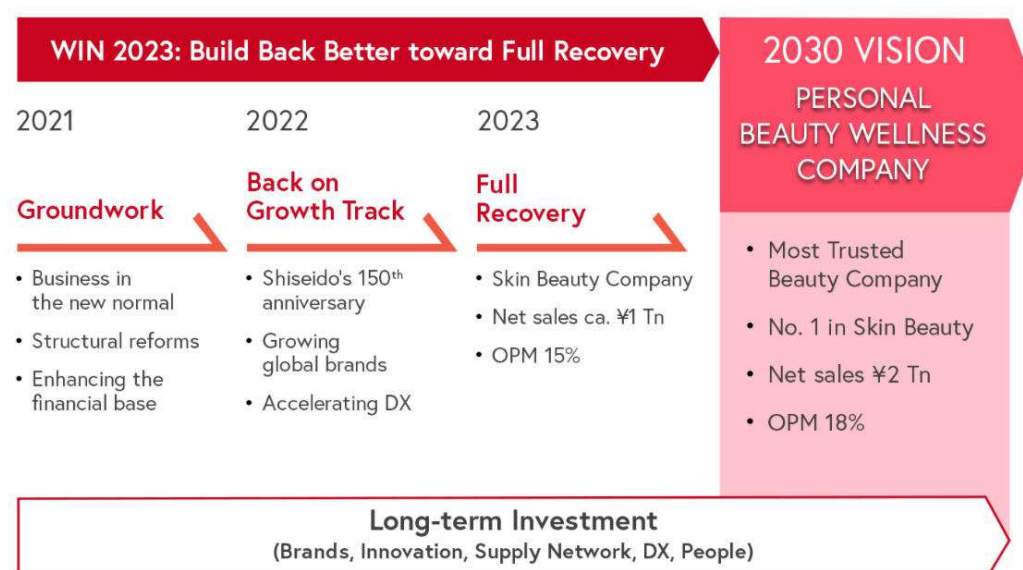 WIN 2023: Build Back Better toward Full Recovery
2021
Groundwork
• Business in
the new normal
• Structural reforms
• Enhancing the
financial base
2022
Back on
Growth Track
• Shiseido's 150th
anniversary
• Growing
global brands
• Accelerating DX
2023
Full
Recovery
• Skin Beauty Company
• Net sales ca. ¥1 Tn
• OPM 15%
2030 VISION
PERSONAL
BEAUTY WELLNESS
COMPANY
• Most Trusted
Beauty Company
• No. 1 in Skin Beauty
• Net sales ¥2 Tn
• OPM 18%
Long-term Investment
(Brands, Innovation, Supply Network, DX, People)